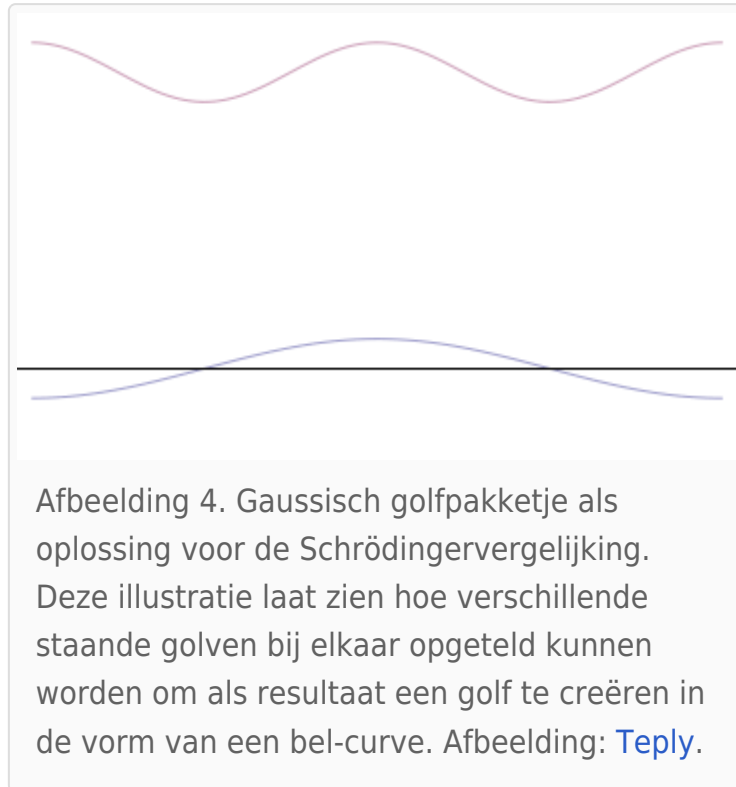 Afbeelding 4. Gaussisch golfpakketje als
oplossing voor de Schrödingervergelijking.
Deze illustratie laat zien hoe verschillende
staande golven bij elkaar opgeteld kunnen
worden om als resultaat een golf te creëren in
de vorm van een bel-curve. Afbeelding: Teply.